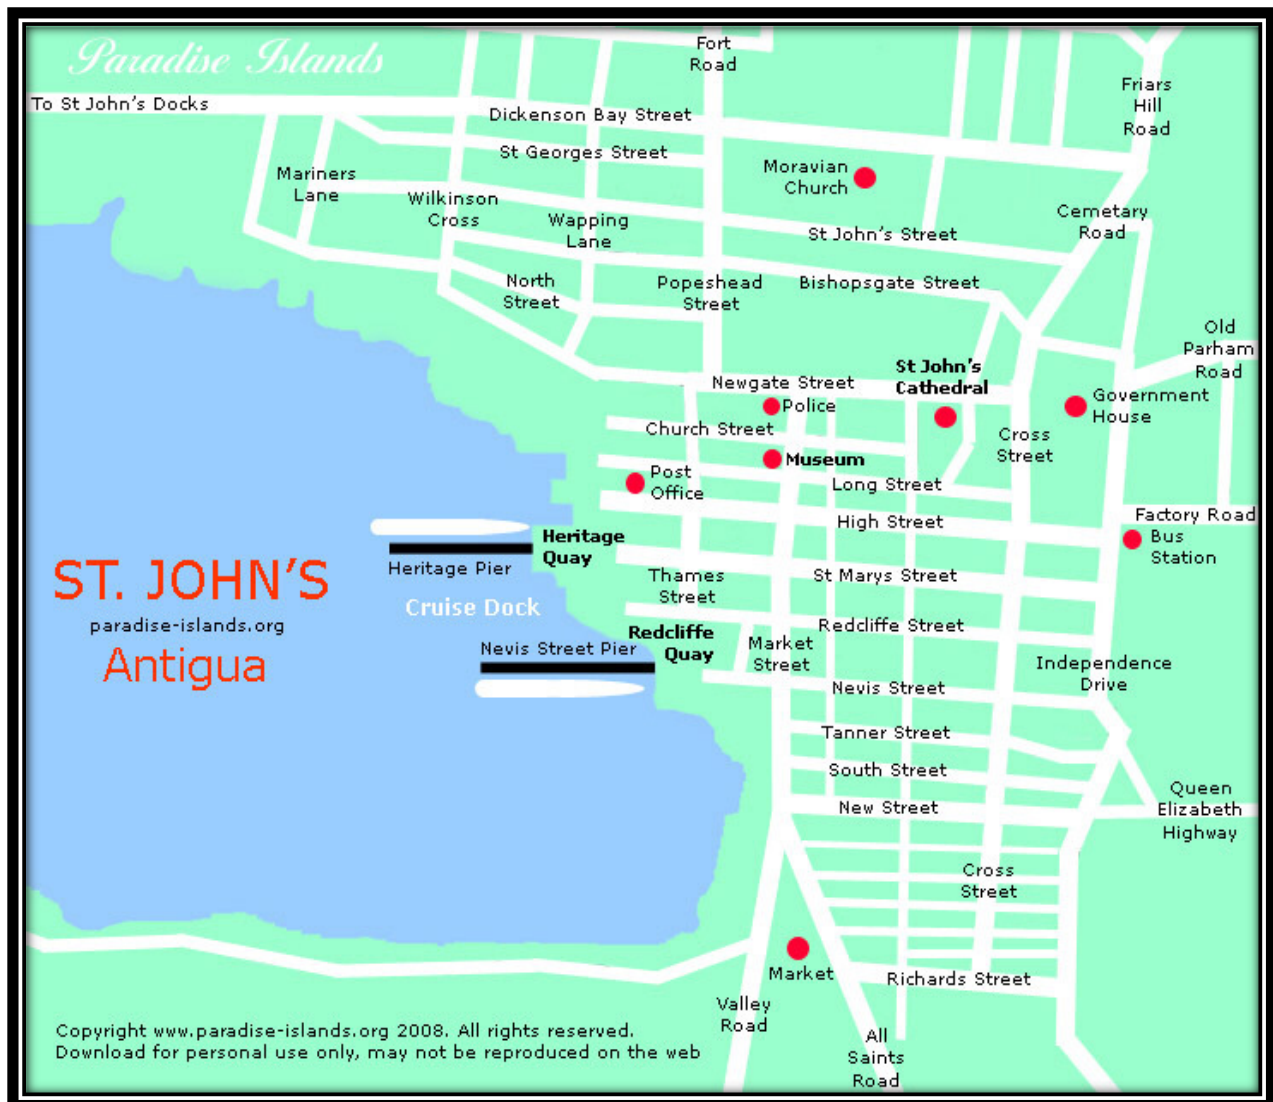 Paradise Islands
Fort
Road
To St John's Docks
Dickenson Bay Street
Friars
Hill
Road
St Georges Street
Moravian
Church
Mariners
Lane
Wilkinson
Cross
Wapping
Lane
Cemetary
Road
St John's Street
North
Street
Popeshead
Street
Bishopsgate Street
Old
Parham
Road
St John's
Cathedral
Newgate Street
Police
Government
House
Church Street
Cross
Street
Museum
Post
Office
Long Street
High Street
Factory Road
Bus
Station
Heritage
Quay
Heritage Pier
ST. JOHN'S
paradise-islands.org
Antigua
Cruise Dock
Thames
Street
St Marys Street
Redcliffe
Quay
Redcliffe Street
Nevis Street Pier
Market
Street
Independence
Drive
Nevis Street
Tanner Street
South Street
New Street
Queen
Elizabeth
Highway
Cross
Street
Market
Richards Street
Valley
Road
All
Saints
Road
Copyright www.paradise-islands.org 2008. All rights reserved.
Download for personal use only, may not be reproduced on the web